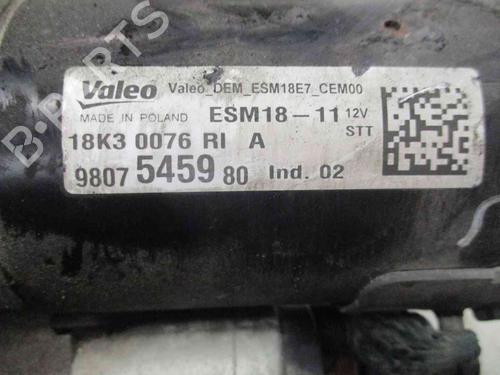 Valeo Valeo_DEM_ESM18E7_CEM00
MADE IN POLAND ESM18-11 12V
STT
18K3 0076 RI A
9807 5459 80 Ind. 02
B-PARTS